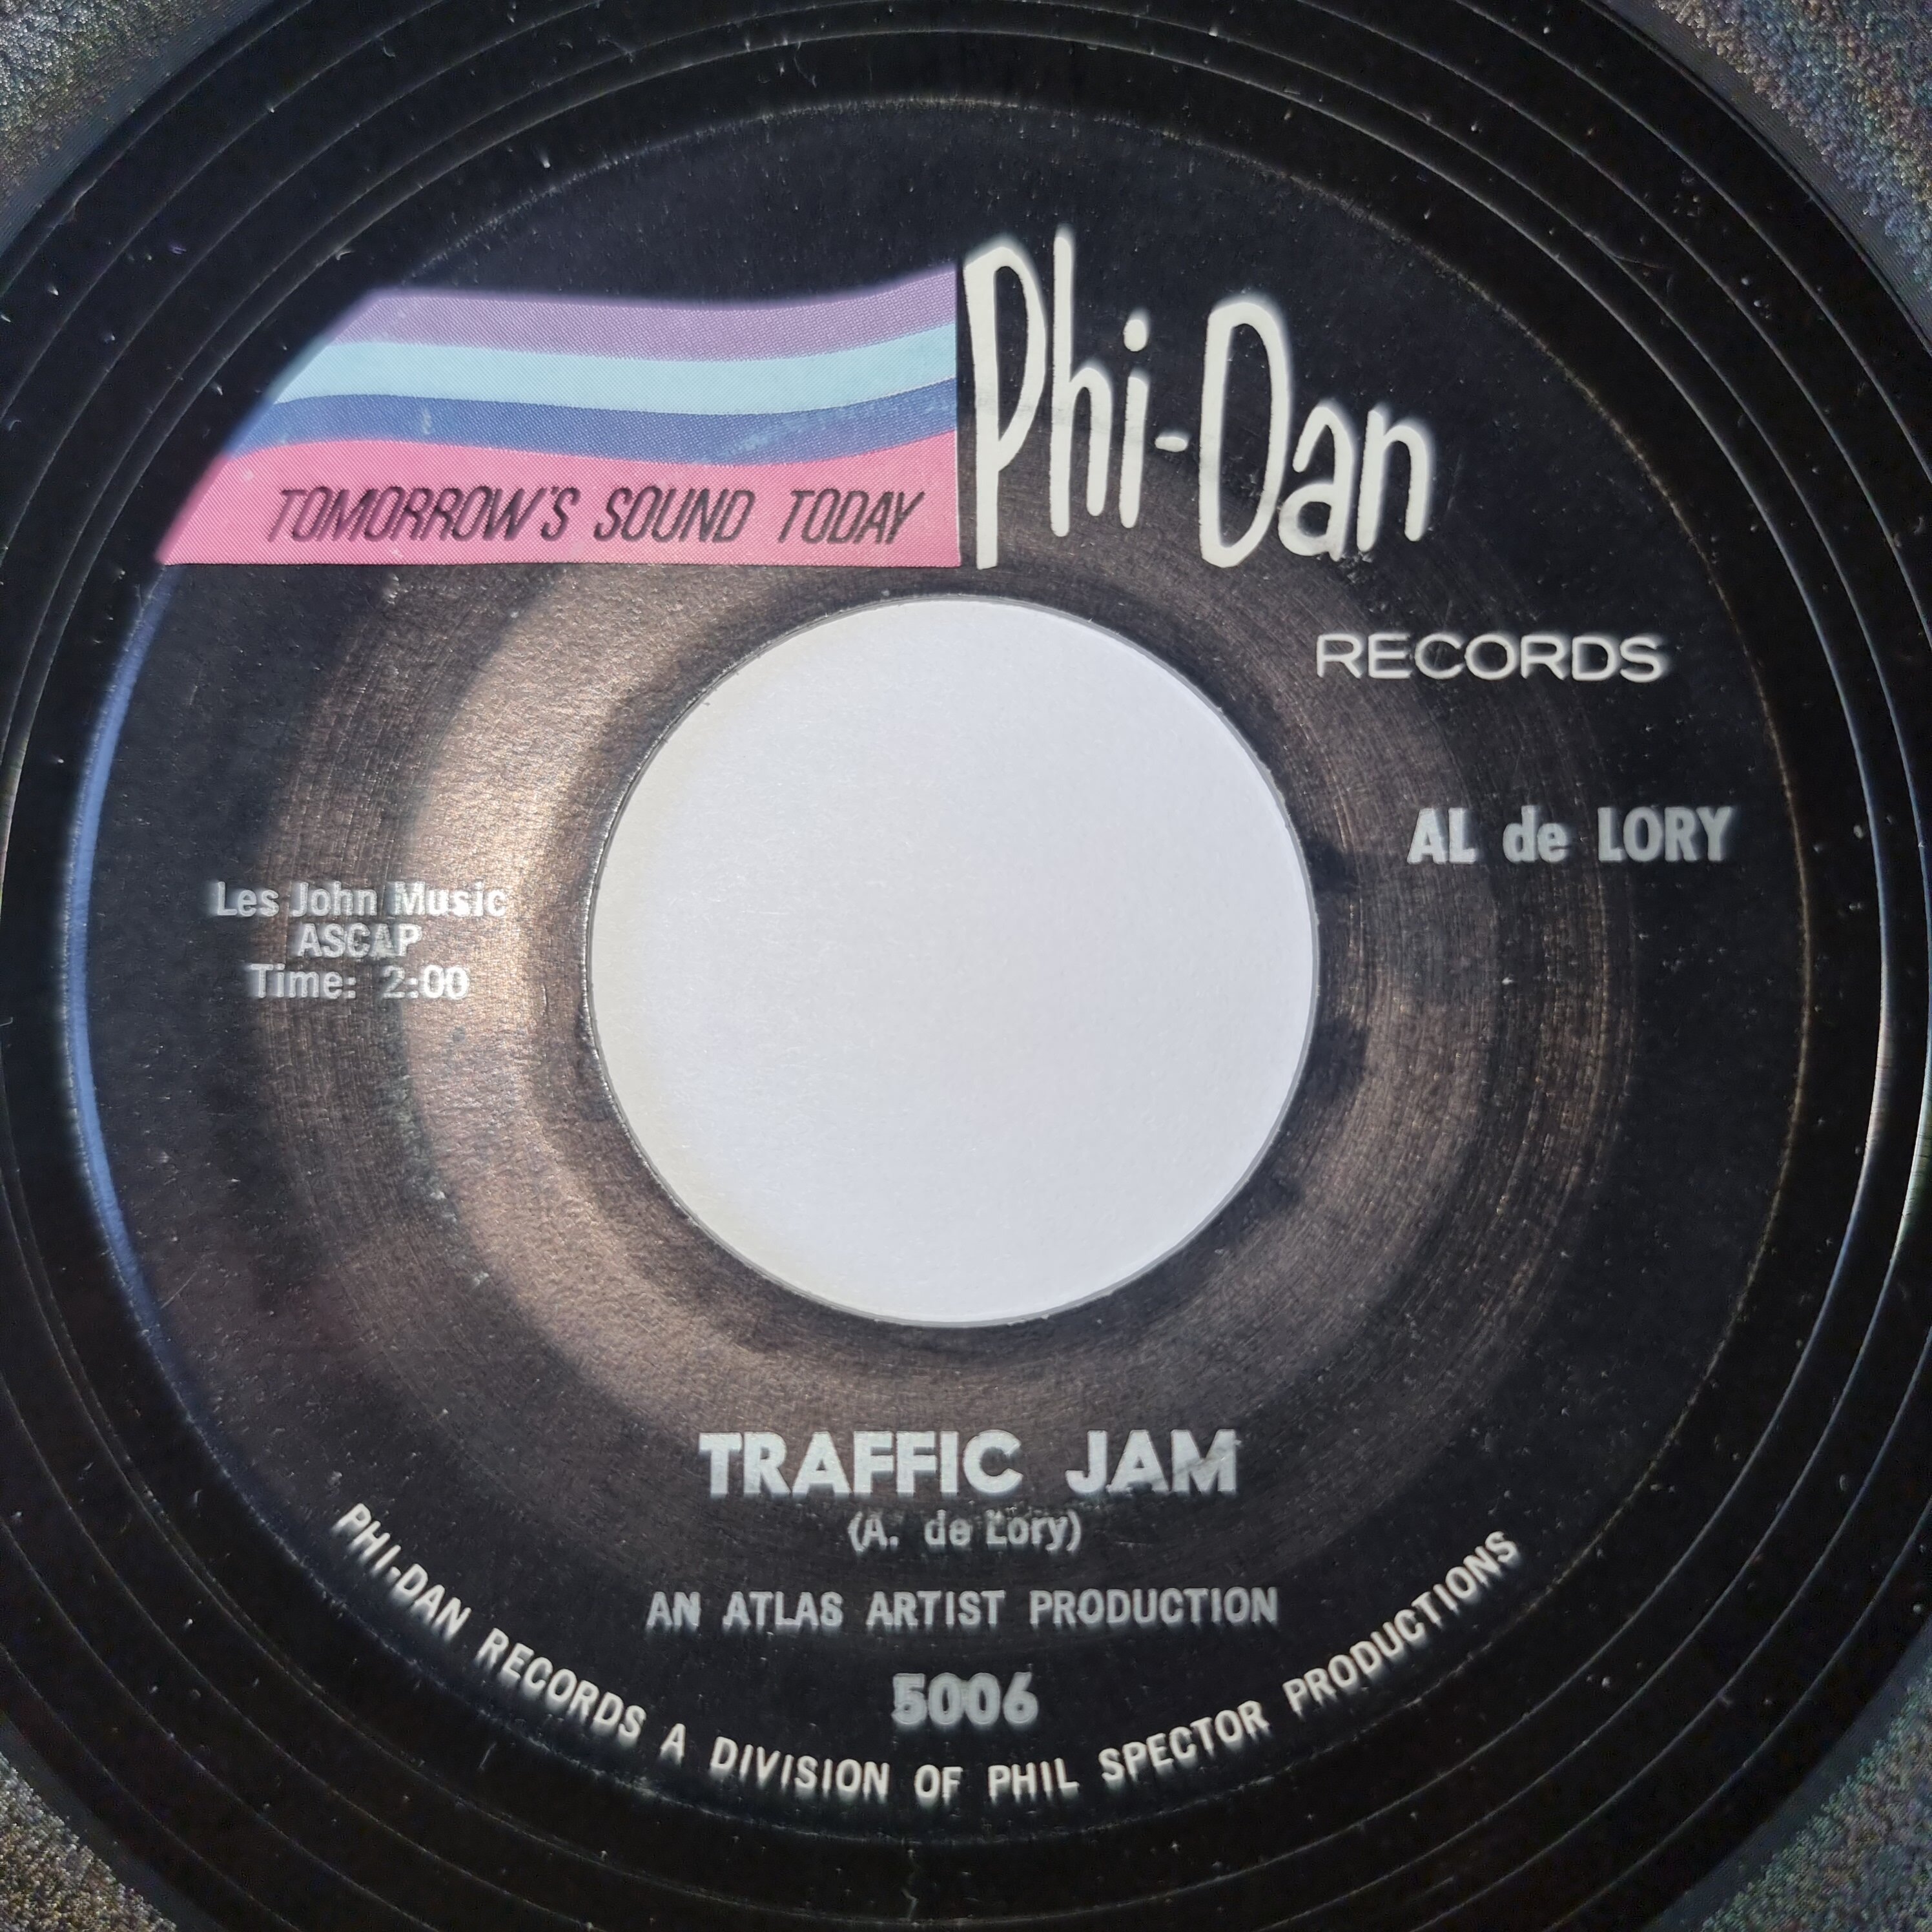 Phi-Dan
TOMORROW'S SOUND TODAY
RECORDS
AL de LORY
Les John Music
ASCAP
Time: 2:00
TRAFFIC JAM
(A. de Lory)
AN ATLAS ARTIST PRODUCTION
5006
PHI-DAN RECORDS A DIVISION OF PHIL SPECTOR PRODUCTIONS